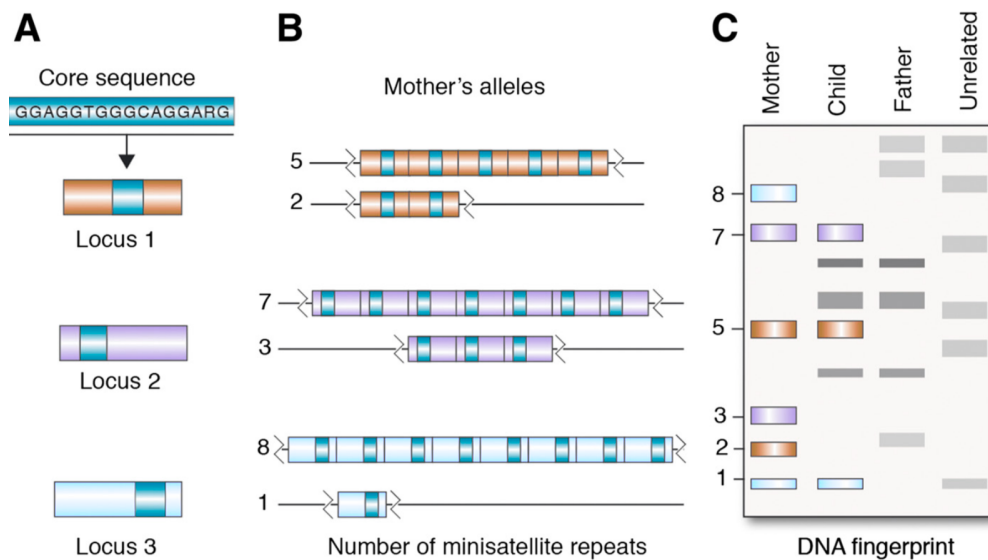 A
Core sequence
GGAGGTGGGCAGGARG
Locus 1
Locus 2
Locus 3
B
Mother's alleles
5
2
7
3
8
1
Number of minisatellite repeats
C
Mother
Child
Father
Unrelated
8
7
5
3
2
1
DNA fingerprint